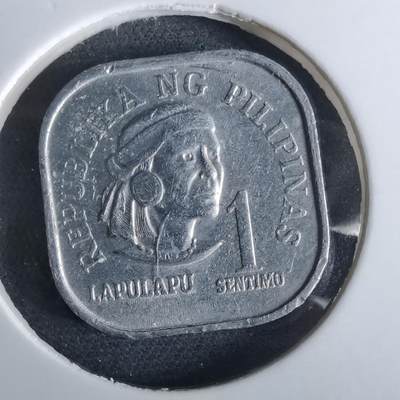 REPUBLIKA NG PILIPINAS
1
LAPULAPU SENTIMO